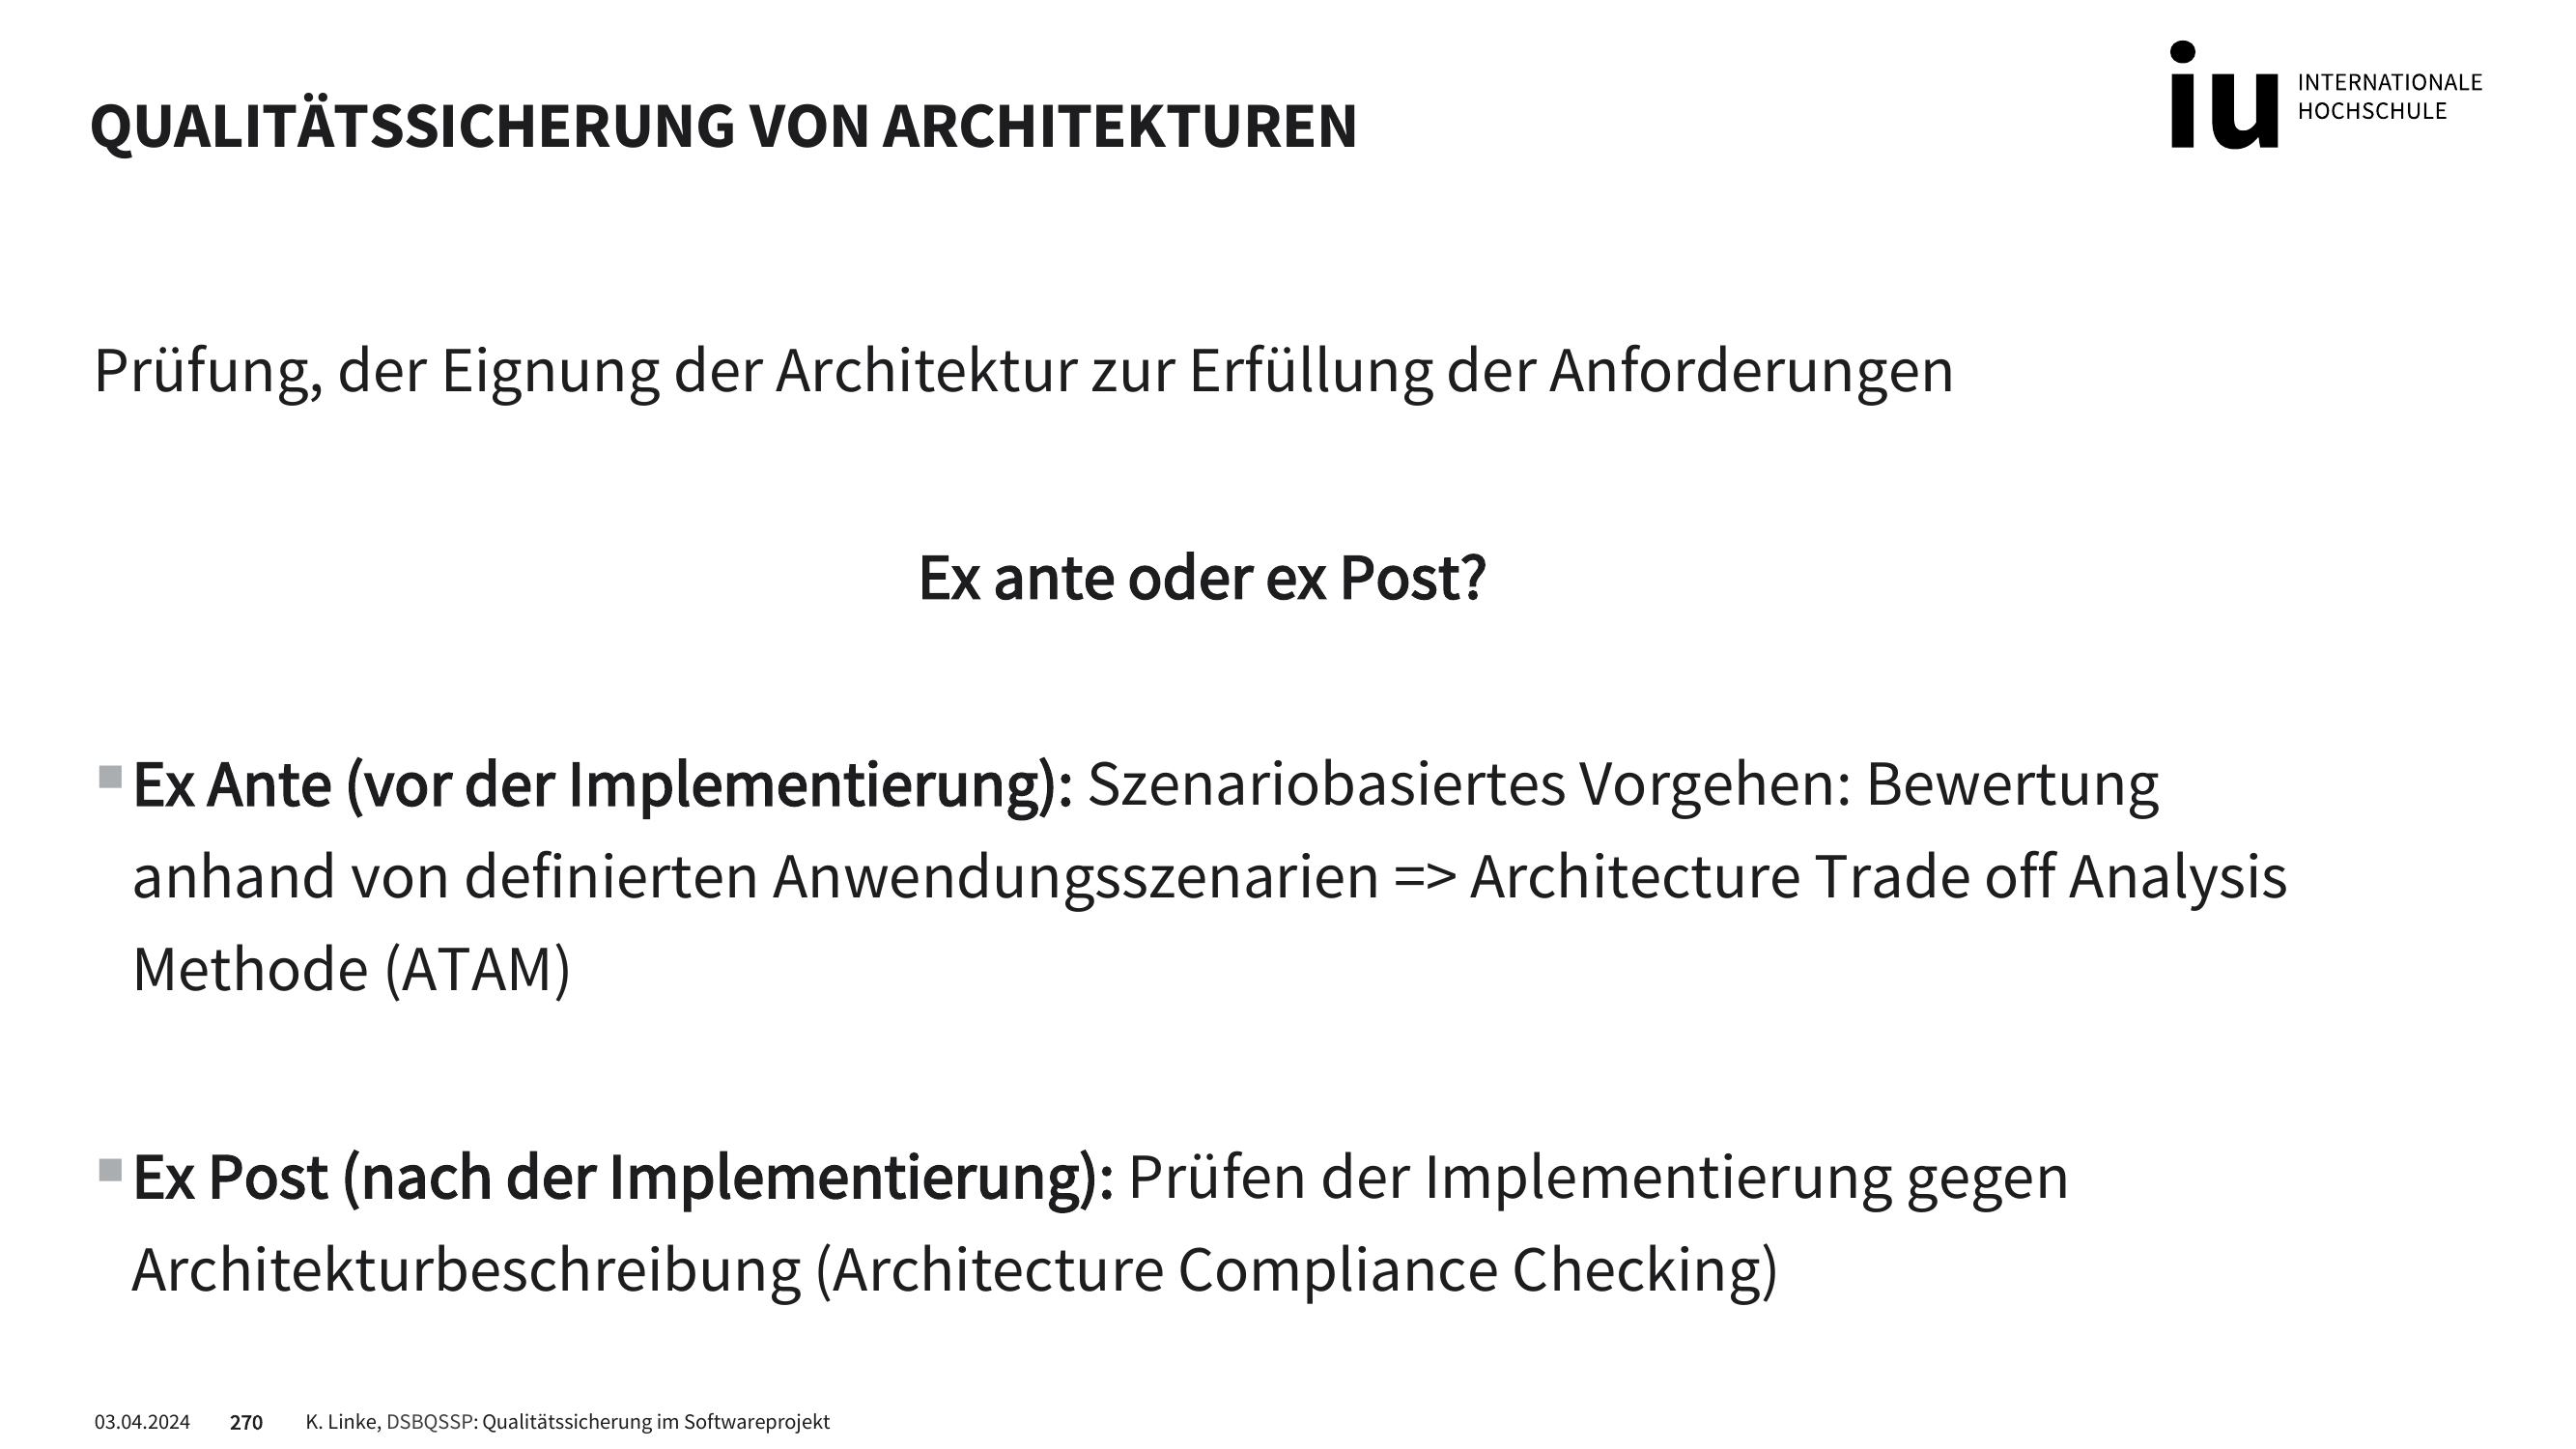 QUALITÄTSSICHERUNG VON ARCHITEKTUREN
iu INTERNATIONALE
HOCHSCHULE
Prüfung, der Eignung der Architektur zur Erfüllung der Anforderungen
Ex ante oder ex Post?
Ex Ante (vor der Implementierung): Szenariobasiertes Vorgehen: Bewertung
anhand von definierten Anwendungsszenarien => Architecture Trade off Analysis
Methode (ATAM)
Ex Post (nach der Implementierung): Prüfen der Implementierung gegen
Architekturbeschreibung (Architecture Compliance Checking)
03.04.2024 270 K. Linke, DSBQSSP: Qualitätssicherung im Softwareprojekt